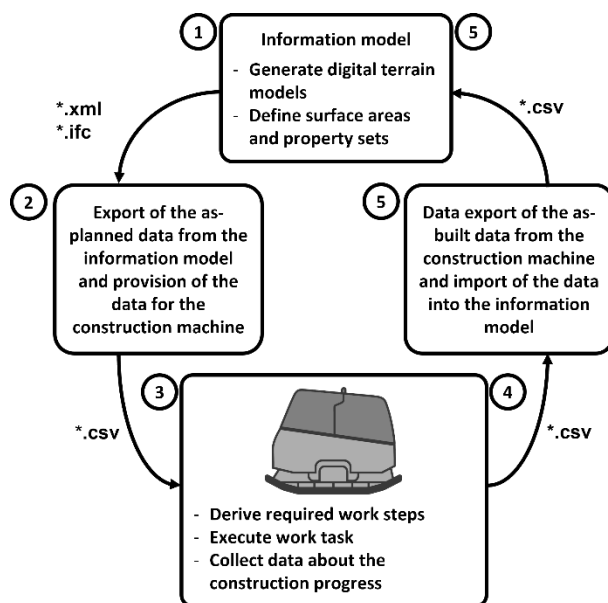 1
Information model
5
- Generate digital terrain
models
- Define surface areas
and property sets
*.xml
*.ifc
*.csv
2
Export of the as-
planned data from the
information model
and provision of the
data for the
construction machine
5
Data export of the as-
built data from the
construction machine
and import of the data
into the information
model
*.csv
3
4
*.csv
- Derive required work steps
- Execute work task
- Collect data about the
construction progress